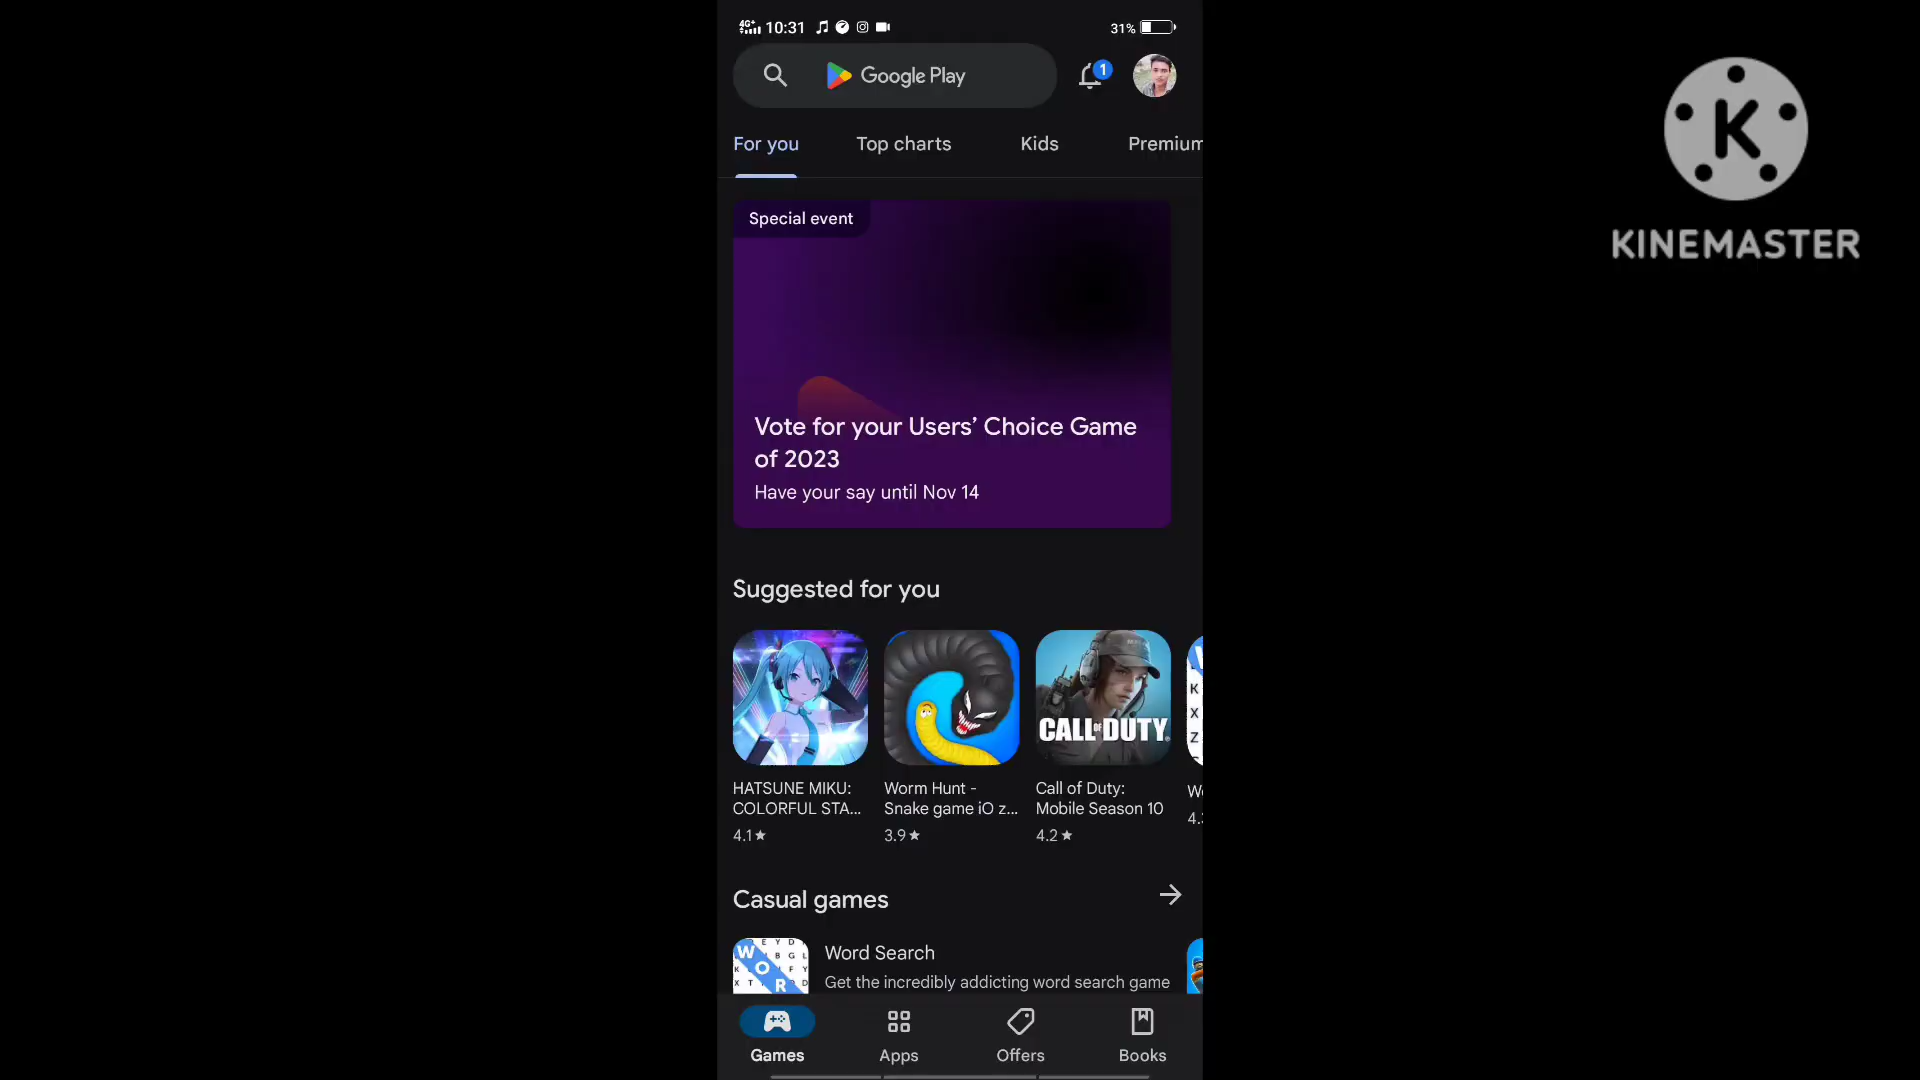 4G+ 10:31 31%
Google Play 1
For you Top charts Kids Premium
Special event
Vote for your Users’ Choice Game
of 2023
Have your say until Nov 14
Suggested for you
CALL OF DUTY
HATSUNE MIKU:
COLORFUL STA...
4.1★
Worm Hunt -
Snake game iO z...
3.9★
Call of Duty:
Mobile Season 10
4.2★
Casual games
WOR
Word Search
Get the incredibly addicting word search game
Games Apps Offers Books
K
KINEMASTER